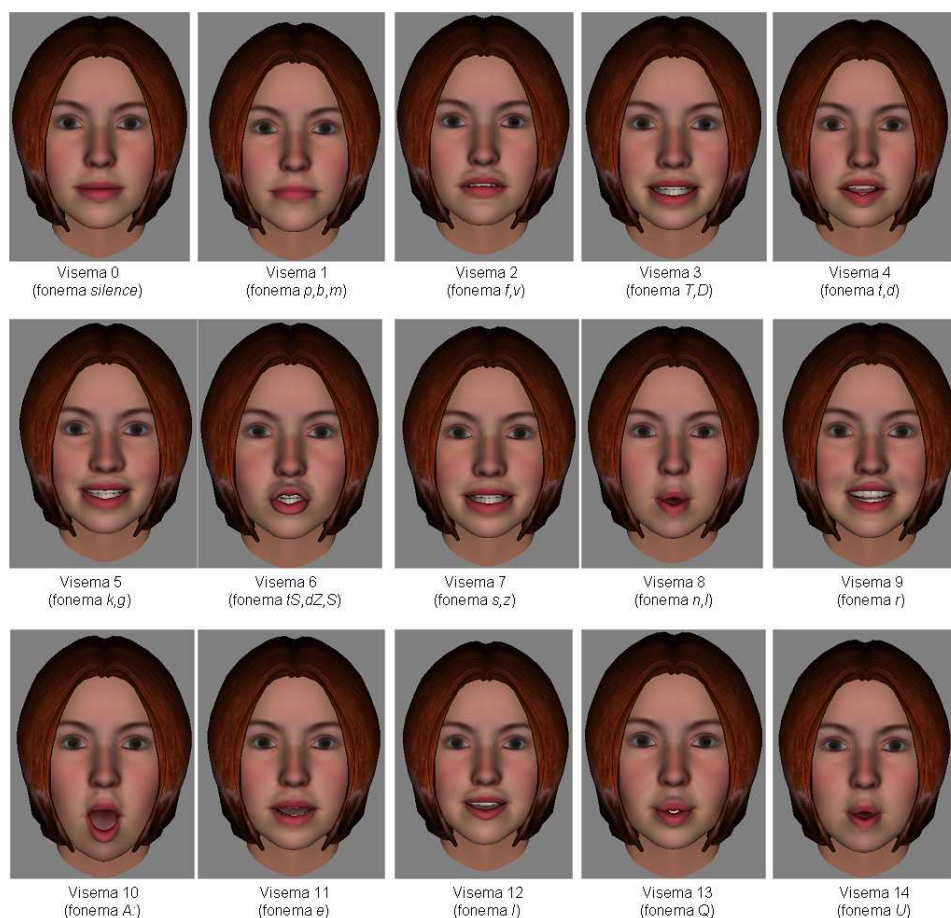 Visema 0
(fonema silence)
Visema 1
(fonema p,b,m)
Visema 2
(fonema f,v)
Visema 3
(fonema T,D)
Visema 4
(fonema t,d)
Visema 5
(fonema k,g)
Visema 6
(fonema tS,dZ,S)
Visema 7
(fonema s,z)
Visema 8
(fonema n,l)
Visema 9
(fonema r)
Visema 10
(fonema A:)
Visema 11
(fonema e)
Visema 12
(fonema I)
Visema 13
(fonema Q)
Visema 14
(fonema U)